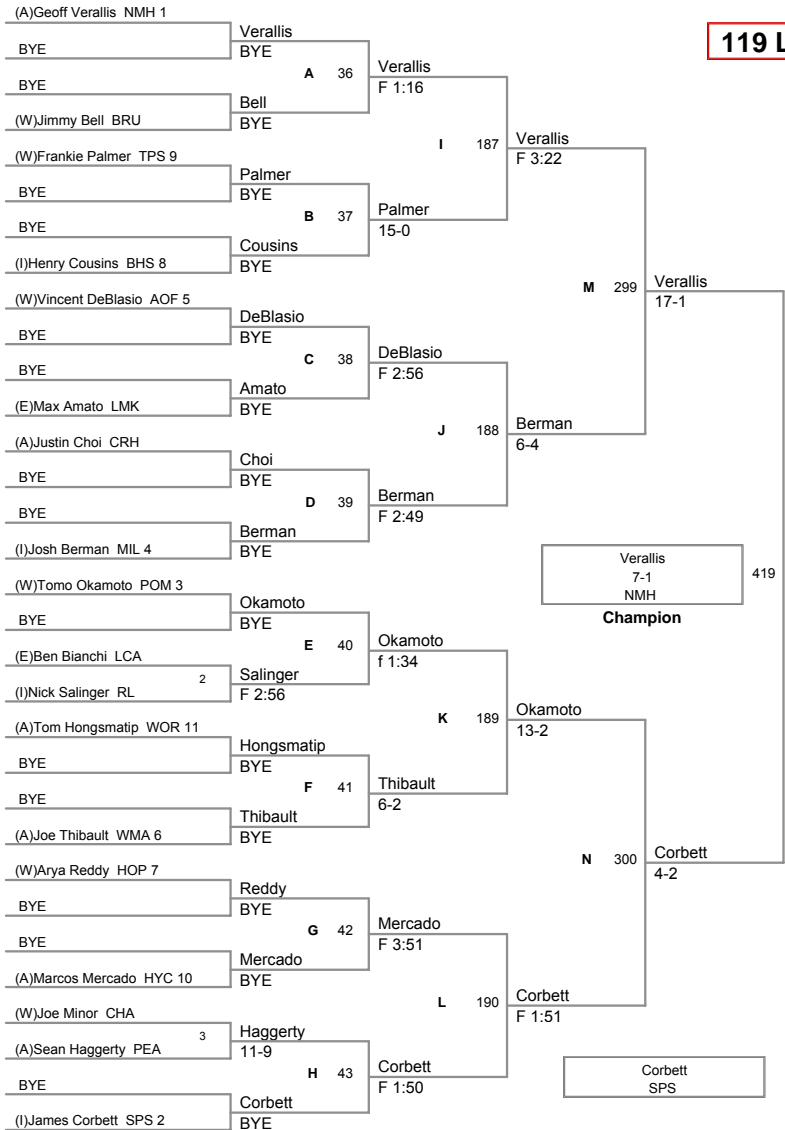 (A)Geoff Verallis NMH 1
BYE
BYE
(W)Jimmy Bell BRU
(W)Frankie Palmer TPS 9
BYE
BYE
(I)Henry Cousins BHS 8
(W)Vincent DeBlasio AOF 5
BYE
BYE
(E)Max Amato LMK
(A)Justin Choi CRH
BYE
BYE
(I)Josh Berman MIL 4
(W)Tomo Okamoto POM 3
BYE
(E)Ben Bianchi LCA
2
(I)Nick Salinger RL
(A)Tom Hongsmatip WOR 11
BYE
BYE
(A)Joe Thibault WMA 6
(W)Arya Reddy HOP 7
BYE
BYE
(A)Marcos Mercado HYC 10
(W)Joe Minor CHA
3
(A)Sean Haggerty PEA
BYE
(I)James Corbett SPS 2
Verallis
BYE
A 36
Bell
BYE
Palmer
BYE
B 37
Cousins
BYE
DeBlasio
BYE
C 38
Amato
BYE
Choi
BYE
D 39
Berman
BYE
Okamoto
BYE
E 40
Salinger
F 2:56
Hongsmatip
BYE
F 41
Thibault
BYE
Reddy
BYE
G 42
Mercado
BYE
Haggerty
11-9
H 43
Corbett
BYE
Verallis
F 1:16
I 187
Palmer
15-0
DeBlasio
F 2:56
J 188
Berman
F 2:49
Okamoto
f 1:34
K 189
Thibault
6-2
Mercado
F 3:51
L 190
Corbett
F 1:50
Verallis
F 3:22
M 299
Berman
6-4
Okamoto
13-2
N 300
Corbett
F 1:51
Verallis
17-1
Corbett
4-2
419
Verallis
7-1
NMH
Champion
Corbett
SPS
119 L